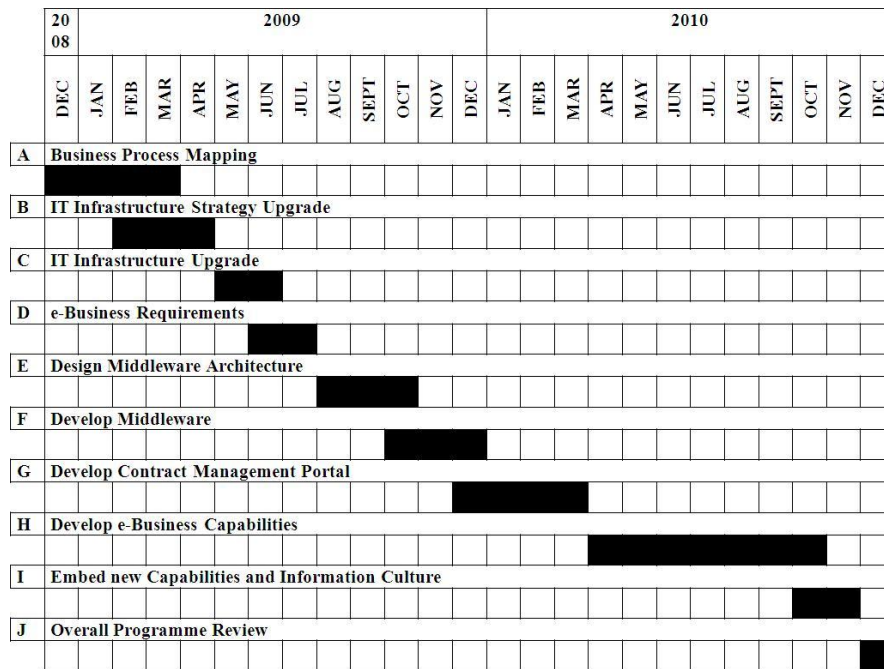 20 2009 2010
08
DEC JAN FEB MAR APR MAY JUN JUL AUG SEPT OCT NOV DEC JAN FEB MAR APR MAY JUN JUL AUG SEPT OCT NOV DEC
A Business Process Mapping
B IT Infrastructure Strategy Upgrade
C IT Infrastructure Upgrade
D e-Business Requirements
E Design Middleware Architecture
F Develop Middleware
G Develop Contract Management Portal
H Develop e-Business Capabilities
I Embed new Capabilities and Information Culture
J Overall Programme Review